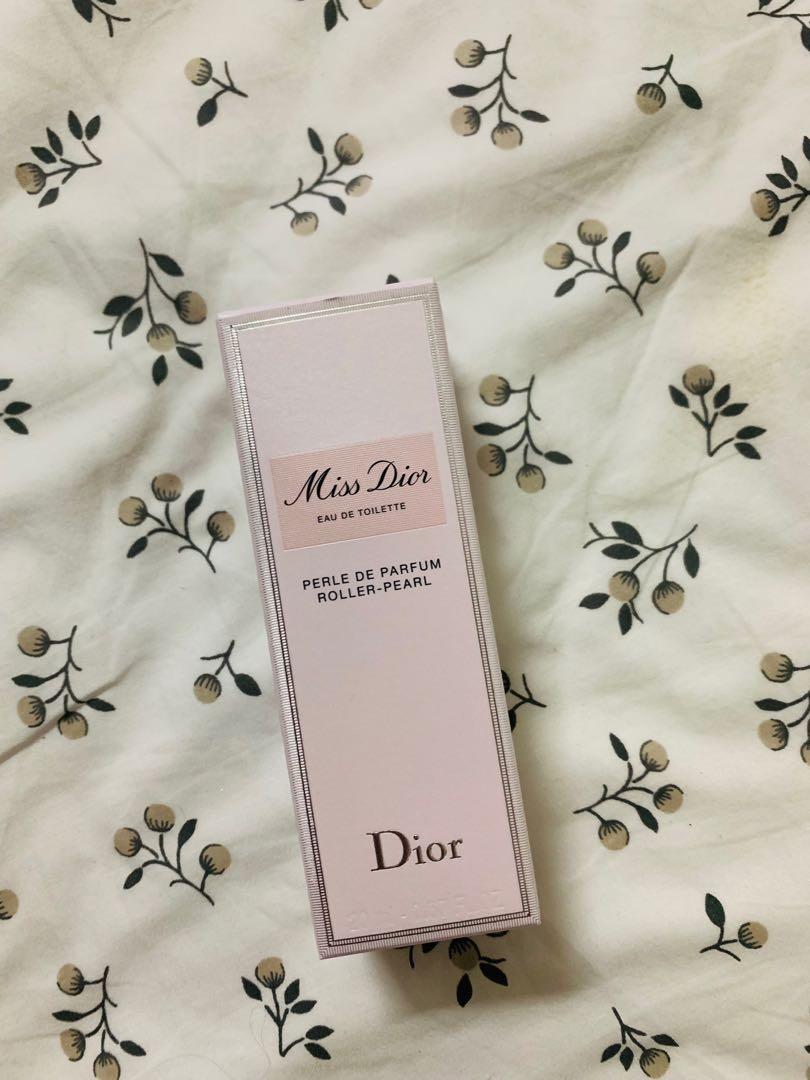 Miss Dior
EAU DE TOILETTE
PERLE DE PARFUM
ROLLER-PEARL
Dior